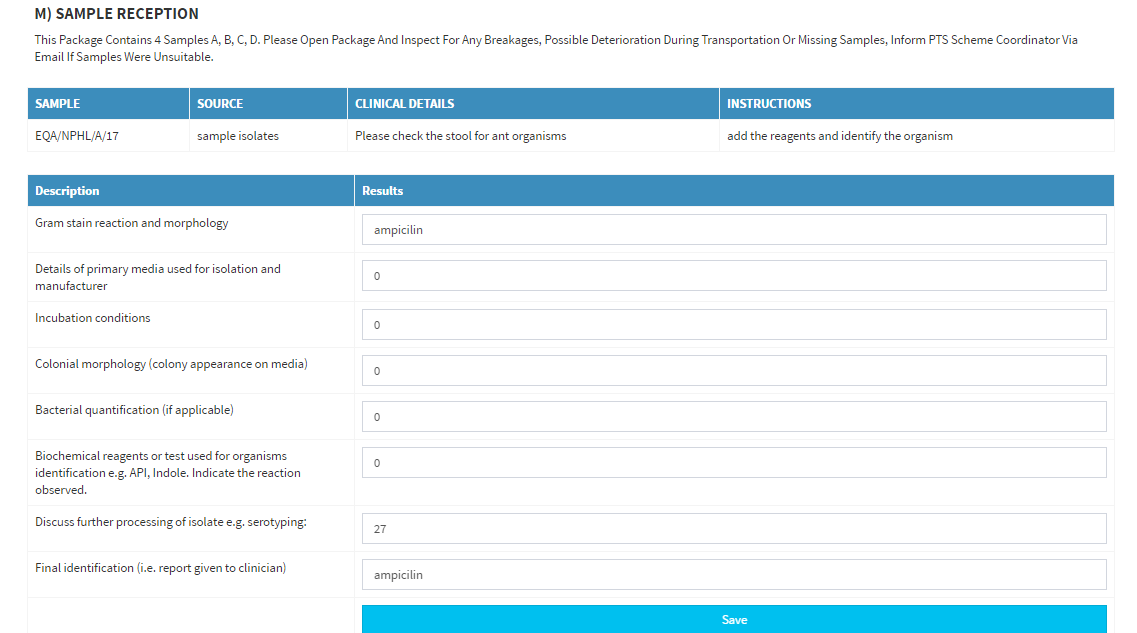 M) SAMPLE RECEPTION
This Package Contains 4 Samples A, B, C, D. Please Open Package And Inspect For Any Breakages, Possible Deterioration During Transportation Or Missing Samples, Inform PTS Scheme Coordinator Via
Email If Samples Were Unsuitable.
SAMPLE SOURCE CLINICAL DETAILS INSTRUCTIONS
EQA/NPHL/A/17 sample isolates Please check the stool for ant organisms add the reagents and identify the organism
Description Results
Gram stain reaction and morphology
ampicilin
Details of primary media used for isolation and
manufacturer
0
Incubation conditions
0
Colonial morphology (colony appearance on media)
0
Bacterial quantification (if applicable)
0
Biochemical reagents or test used for organisms
identification e.g. API, Indole. Indicate the reaction
observed.
0
Discuss further processing of isolate e.g. serotyping:
27
Final identification (i.e. report given to clinician)
ampicilin
Save